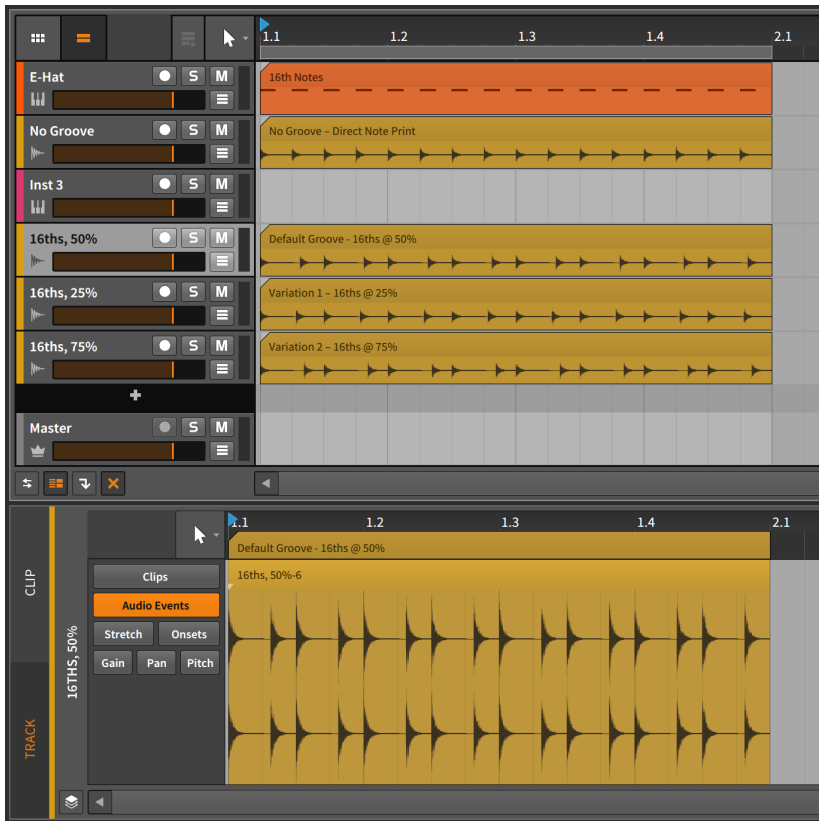 1.1 1.2 1.3 1.4 2.1
E-Hat S M
16th Notes
No Groove S M
No Groove – Direct Note Print
Inst 3 S M
16ths, 50% S M
Default Groove - 16ths @ 50%
16ths, 25% S M
Variation 1 – 16ths @ 25%
16ths, 75% S M
Variation 2 – 16ths @ 75%
Master S M
1.1 1.2 1.3 1.4 2.1
Default Groove - 16ths @ 50%
CLIP
TRACK
16THS, 50%
Clips
Audio Events
Stretch Onsets
Gain Pan Pitch
16ths, 50%-6